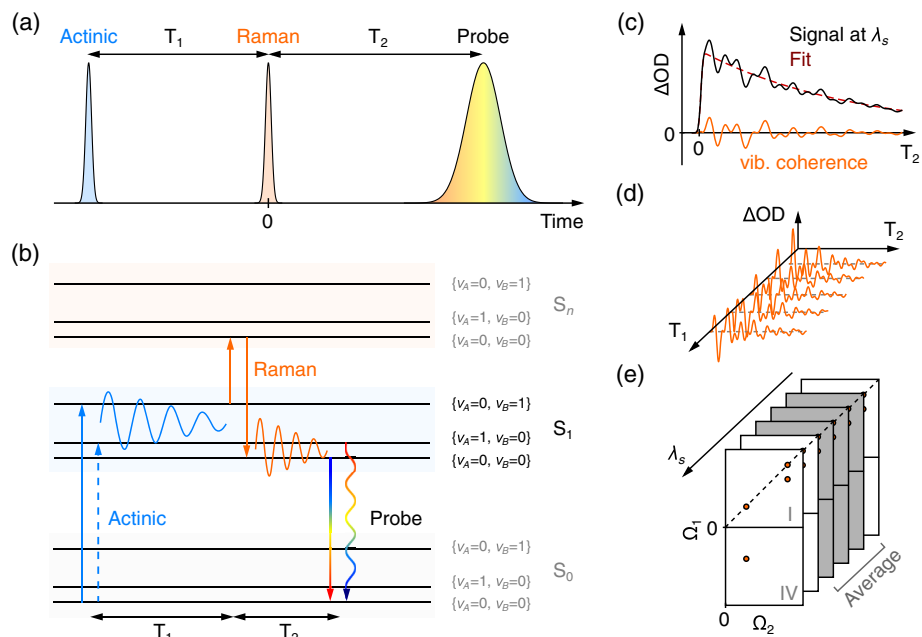 (a)
Actinic
T1
Raman
T2
Probe
0
Time
(b)
{vA=0, vB=1}
Sn
{vA=1, vB=0}
{vA=0, vB=0}
Raman
{vA=0, vB=1}
{vA=1, vB=0}
S1
{vA=0, vB=0}
Actinic
Probe
{vA=0, vB=1}
S0
{vA=1, vB=0}
{vA=0, vB=0}
T1
T2
(c)
Signal at λs
Fit
ΔOD
0
0
T2
vib. coherence
(d)
ΔOD
T2
T1
(e)
λs
Ω1
I
0
IV
Average
0
Ω2